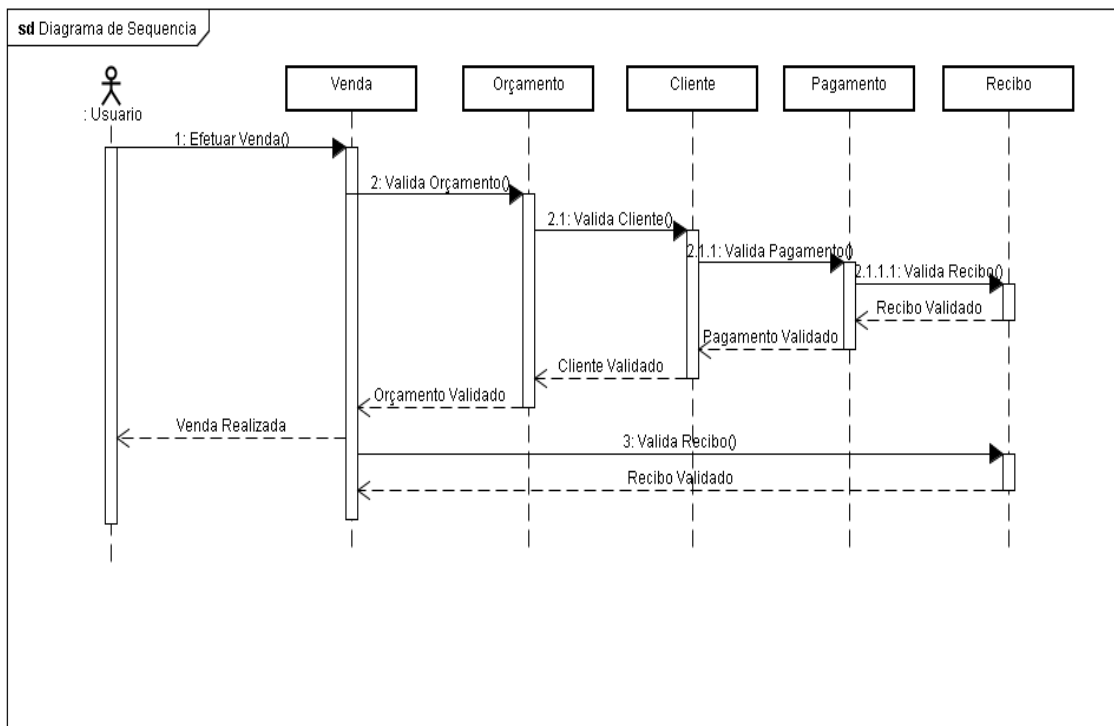 sd Diagrama de Sequencia
: Usuario
Venda
Orçamento
Cliente
Pagamento
Recibo
1: Efetuar Venda()
2: Valida Orçamento()
2.1: Valida Cliente()
2.1.1: Valida Pagamento()
2.1.1.1: Valida Recibo()
Recibo Validado
Pagamento Validado
Cliente Validado
Orçamento Validado
Venda Realizada
3: Valida Recibo()
Recibo Validado